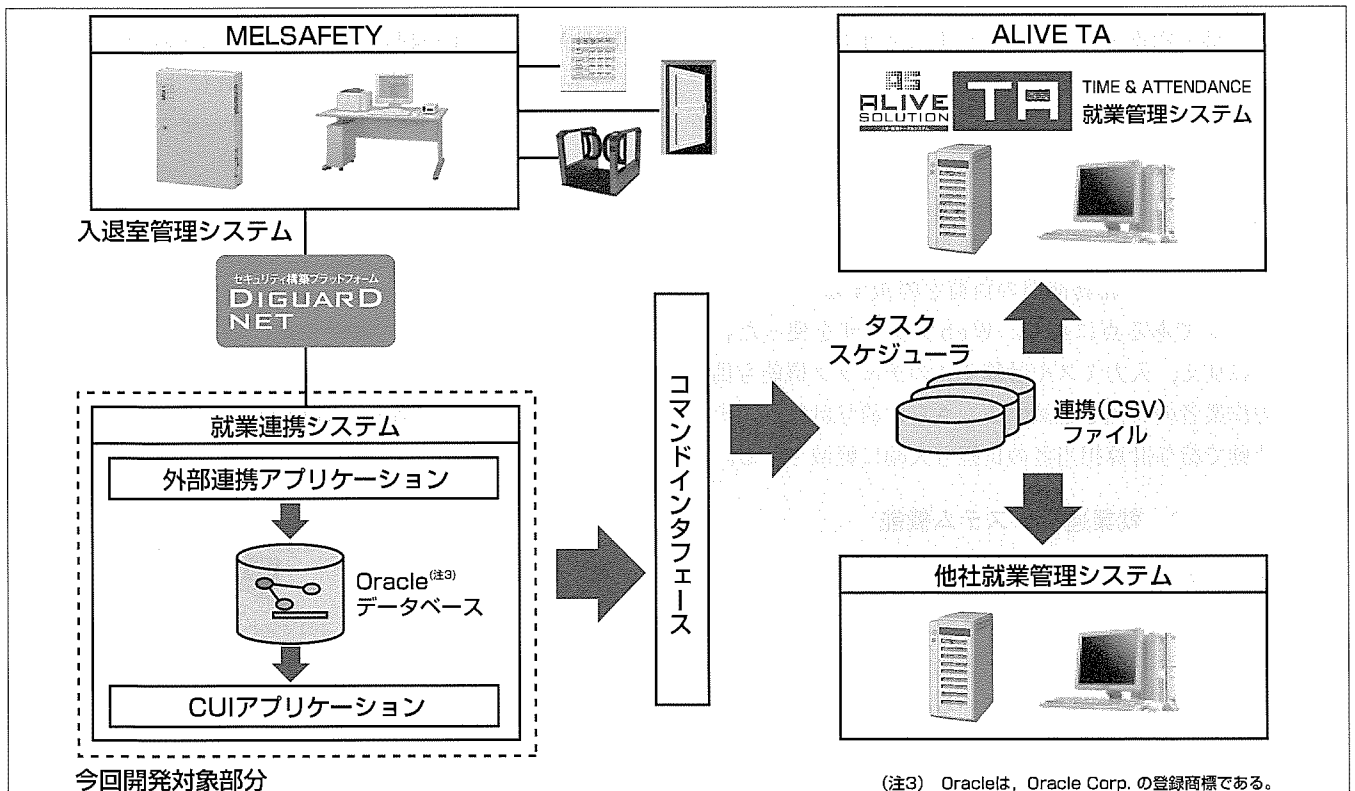 MELSAFETY
入退室管理システム
セキュリティ構築プラットフォーム
DIGUARD
NET
就業連携システム
外部連携アプリケーション
Oracle(注3)
データベース
CUIアプリケーション
今回開発対象部分
コマンドインタフェース
タスク
スケジューラ
連携(CSV)
ファイル
ALIVE TA
AS
ALIVE
SOLUTION
TA
TIME & ATTENDANCE
就業管理システム
他社就業管理システム
(注3) Oracleは，Oracle Corp. の登録商標である。